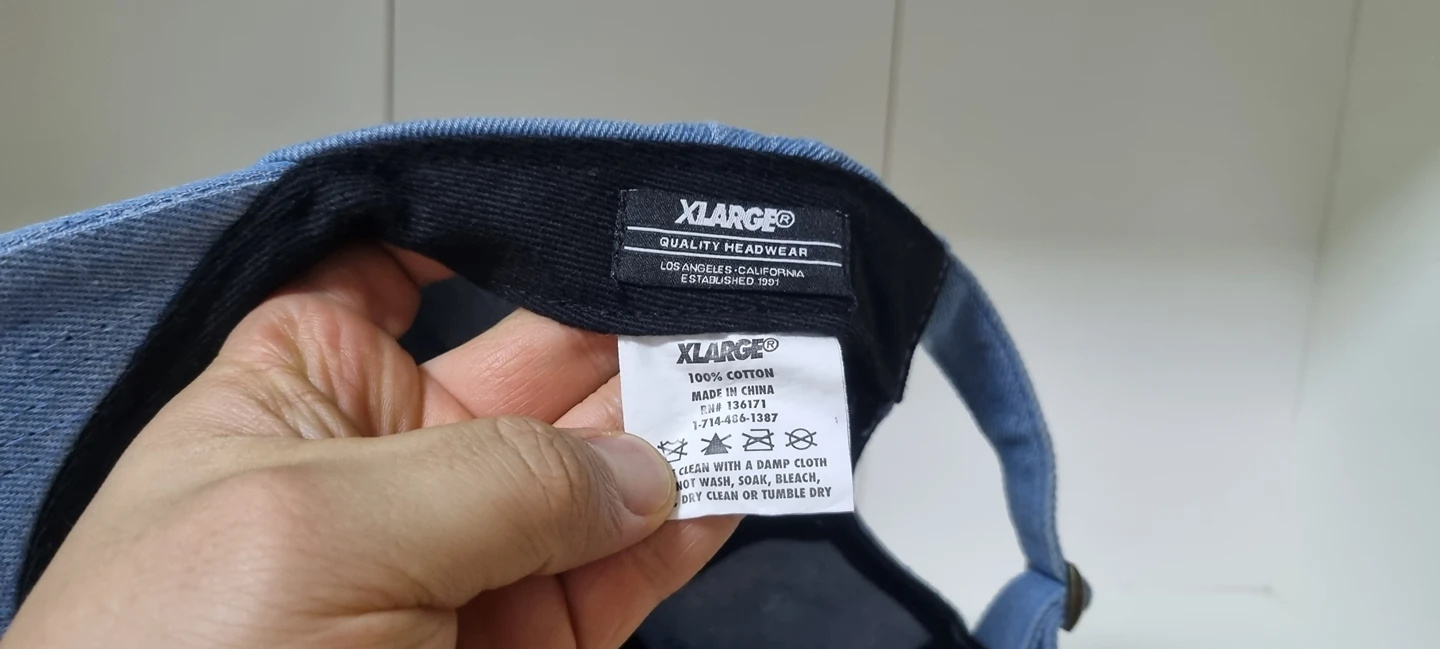 XLARGE®
QUALITY HEADWEAR
LOS ANGELES · CALIFORNIA
ESTABLISHED 1991
XLARGE®
100% COTTON
MADE IN CHINA
RN# 136171
1-714-486-1387
CLEAN WITH A DAMP CLOTH
NOT WASH, SOAK, BLEACH,
DRY CLEAN OR TUMBLE DRY